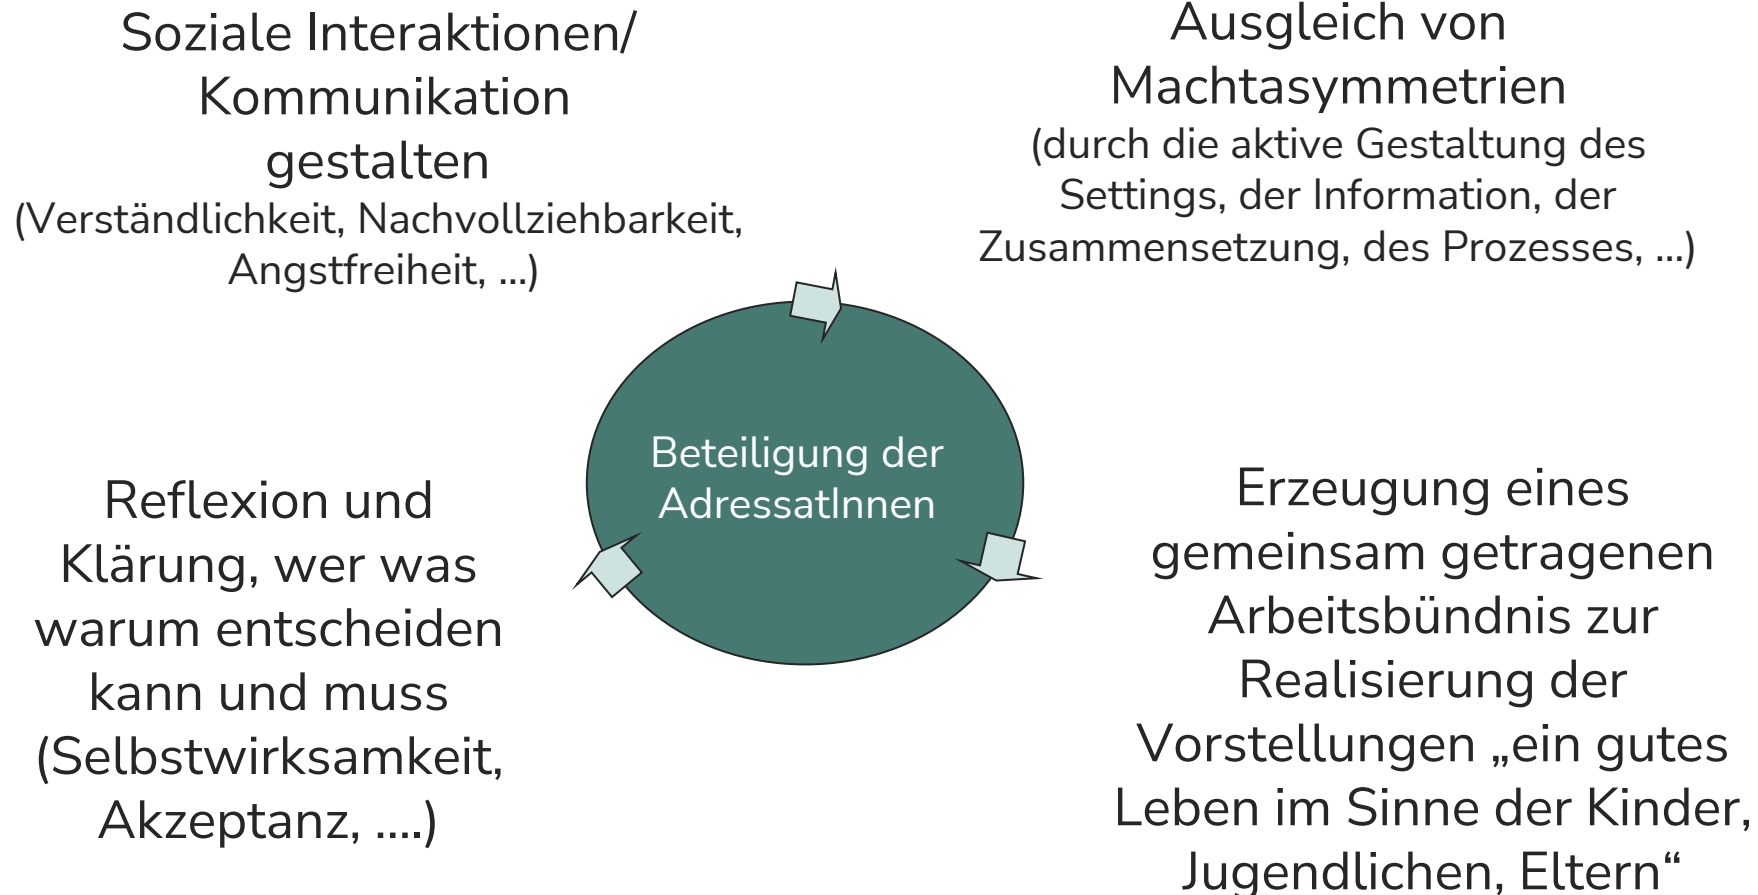 Soziale Interaktionen/
Kommunikation
gestalten
(Verständlichkeit, Nachvollziehbarkeit,
Angstfreiheit, …)
Ausgleich von
Machtasymmetrien
(durch die aktive Gestaltung des
Settings, der Information, der
Zusammensetzung, des Prozesses, …)
Beteiligung der
AdressatInnen
Reflexion und
Klärung, wer was
warum entscheiden
kann und muss
(Selbstwirksamkeit,
Akzeptanz, ….)
Erzeugung eines
gemeinsam getragenen
Arbeitsbündnis zur
Realisierung der
Vorstellungen „ein gutes
Leben im Sinne der Kinder,
Jugendlichen, Eltern“